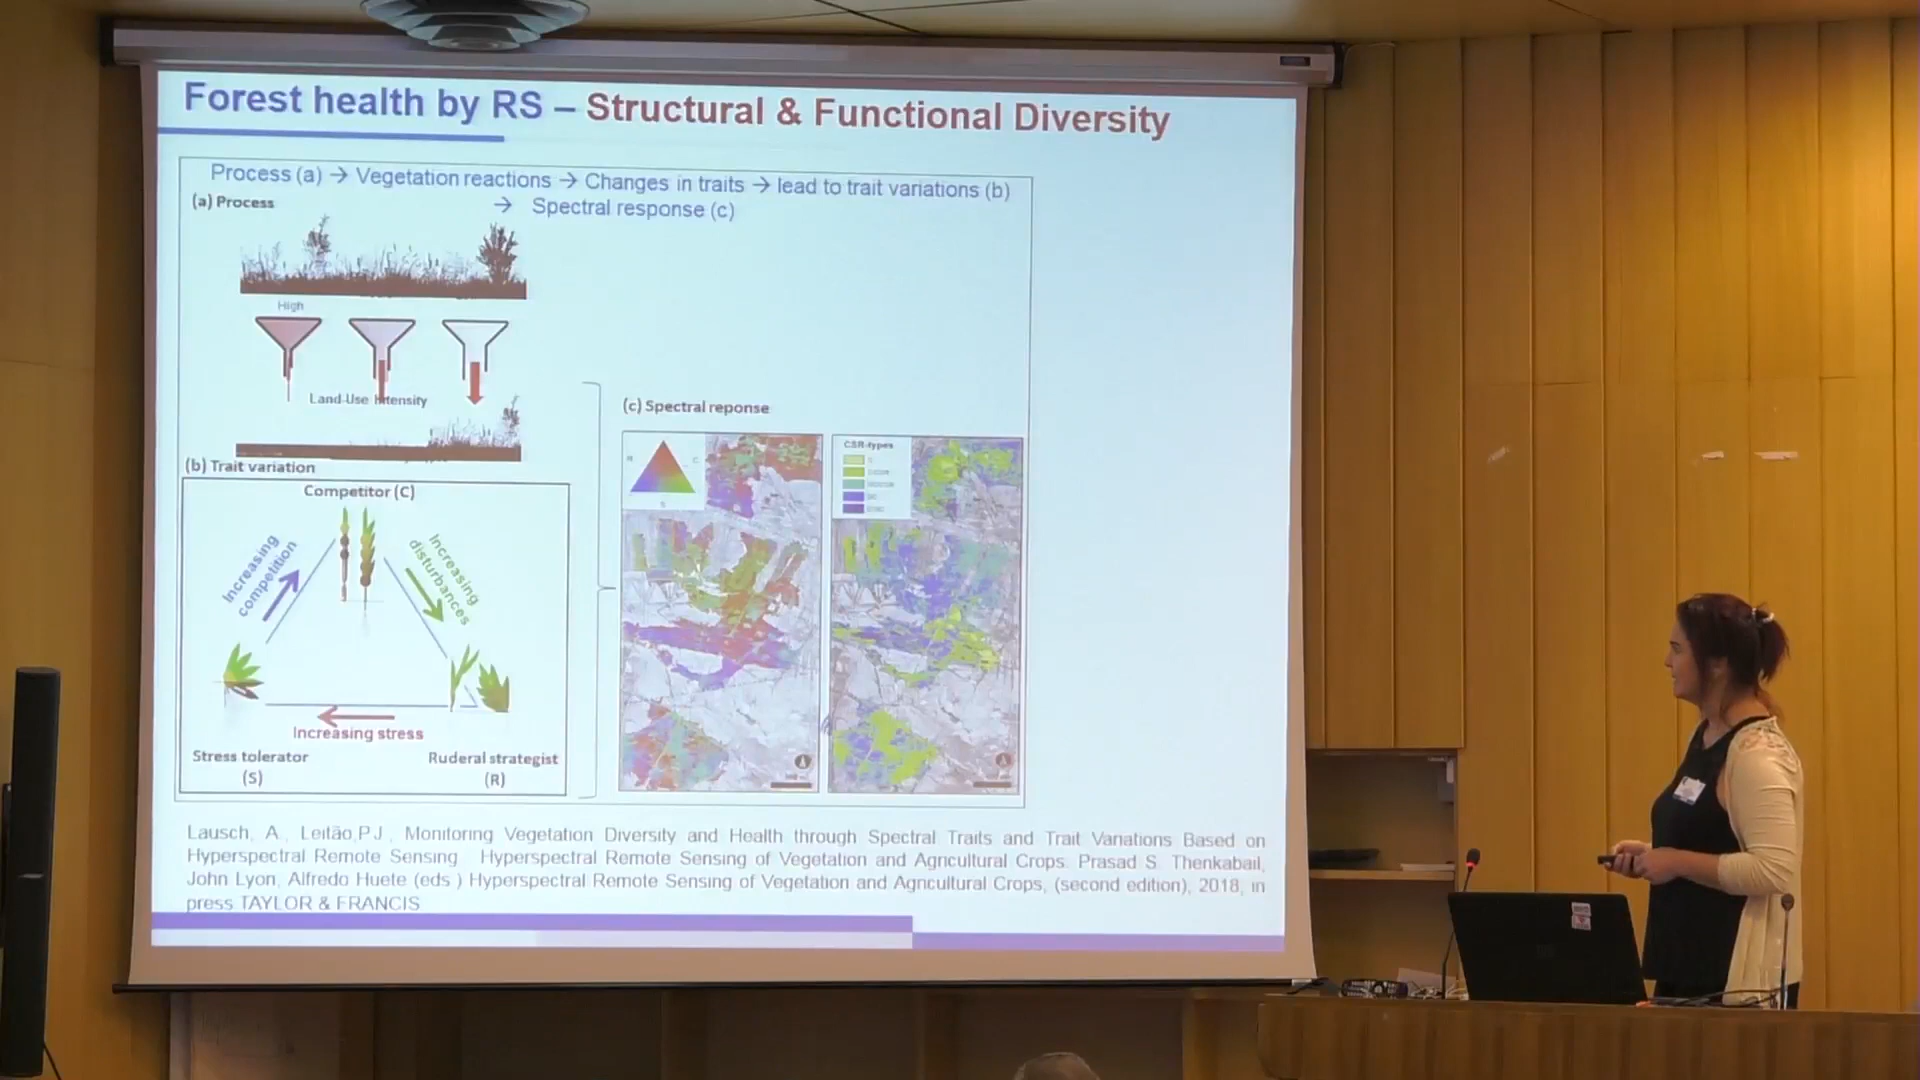 Forest health by RS – Structural & Functional Diversity
Process (a) → Vegetation reactions → Changes in traits → lead to trait variations (b)
→ Spectral response (c)
(a) Process
High
Land-Use Intensity
(b) Trait variation
Competitor (C)
Increasing
competition
Increasing
disturbances
Increasing stress
Stress tolerator
(S)
Ruderal strategist
(R)
(c) Spectral reponse
R
C
S
CSR-types
Lausch, A., Leitão,P.J., Monitoring Vegetation Diversity and Health through Spectral Traits and Trait Variations Based on
Hyperspectral Remote Sensing. Hyperspectral Remote Sensing of Vegetation and Agricultural Crops. Prasad S. Thenkabail,
John Lyon, Alfredo Huete (eds.) Hyperspectral Remote Sensing of Vegetation and Agricultural Crops, (second edition), 2018, in
press TAYLOR & FRANCIS